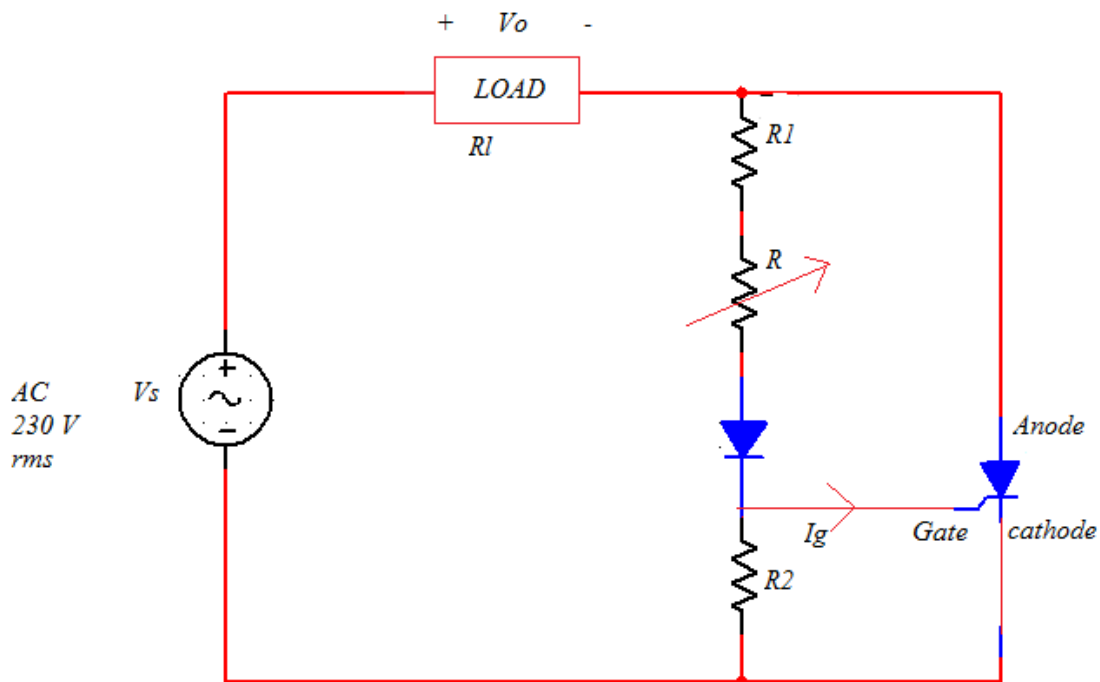 + Vo -
LOAD
Rl
R1
R
AC
230 V
rms
Vs
+
-
Anode
Ig
Gate
cathode
R2